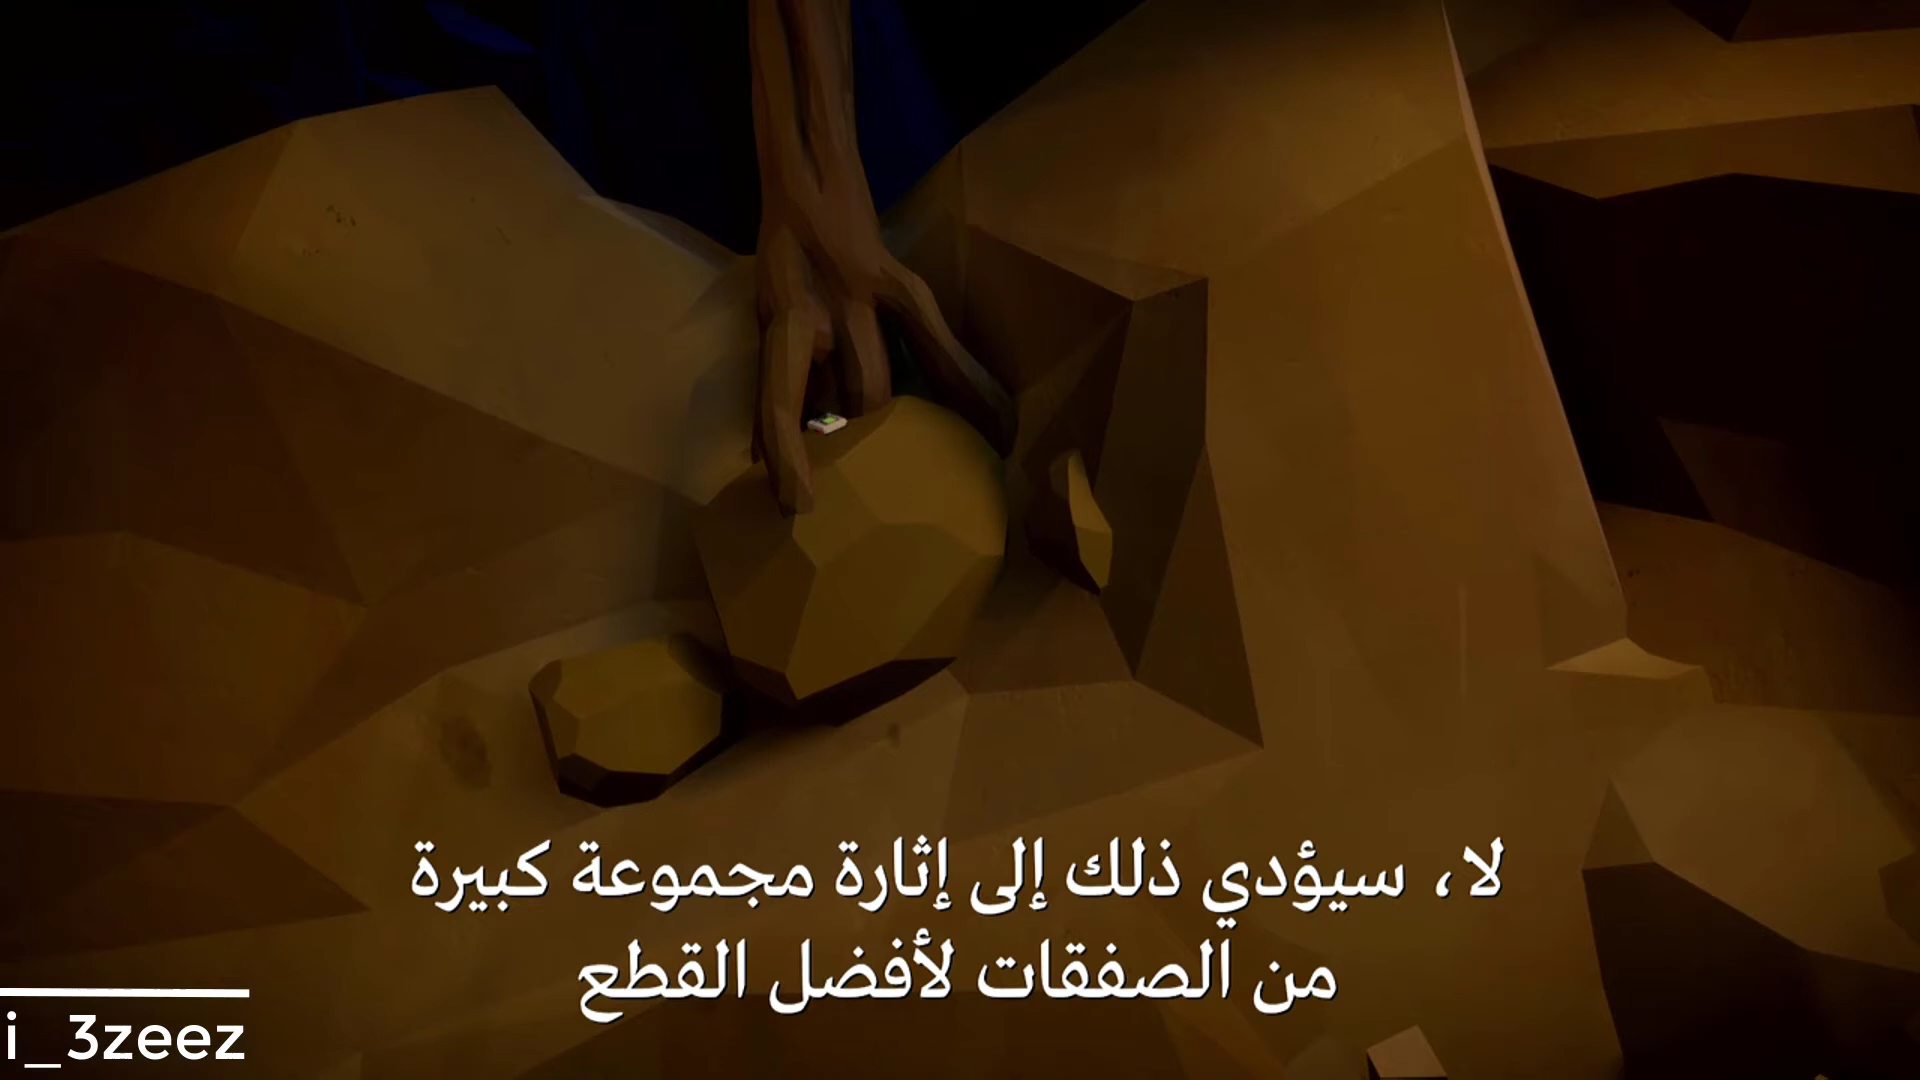 لا، سيؤدي ذلك إلى إثارة مجموعة كبيرة
من الصفقات لأفضل القطع
i_3zeez